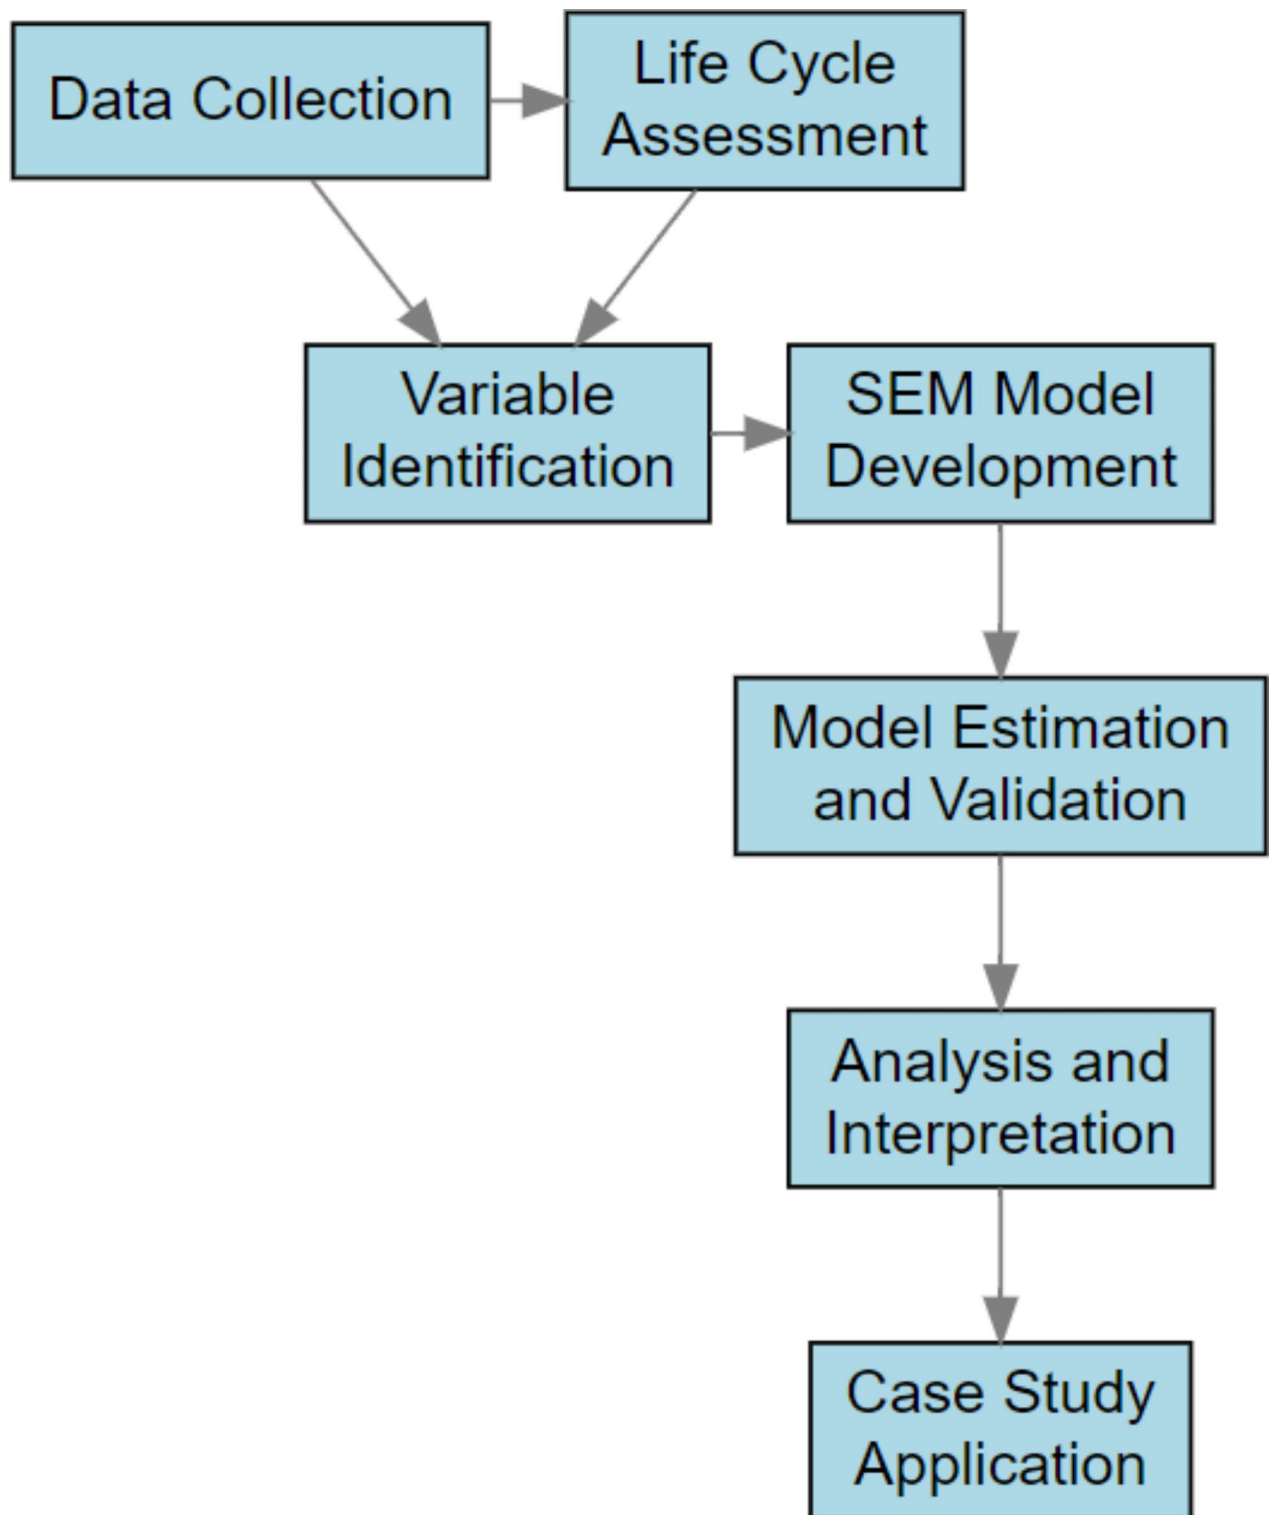 Data Collection
Life Cycle
Assessment
Variable
Identification
SEM Model
Development
Model Estimation
and Validation
Analysis and
Interpretation
Case Study
Application